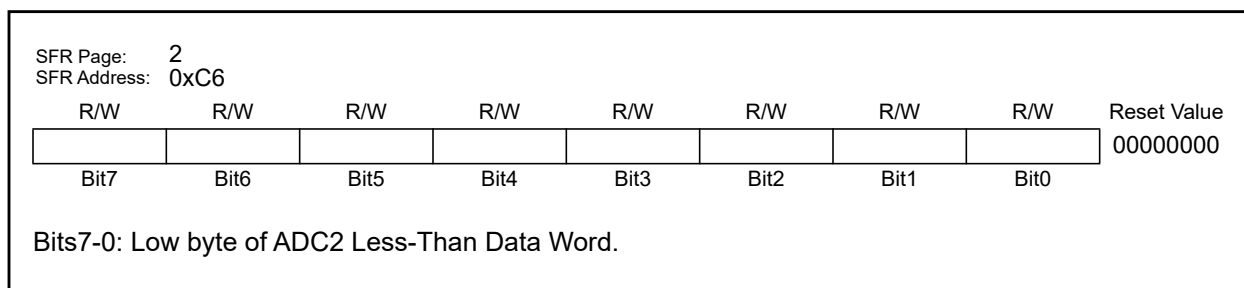 SFR Page: 2
SFR Address: 0xC6
R/W R/W R/W R/W R/W R/W R/W R/W Reset Value
00000000
Bit7 Bit6 Bit5 Bit4 Bit3 Bit2 Bit1 Bit0
Bits7-0: Low byte of ADC2 Less-Than Data Word.